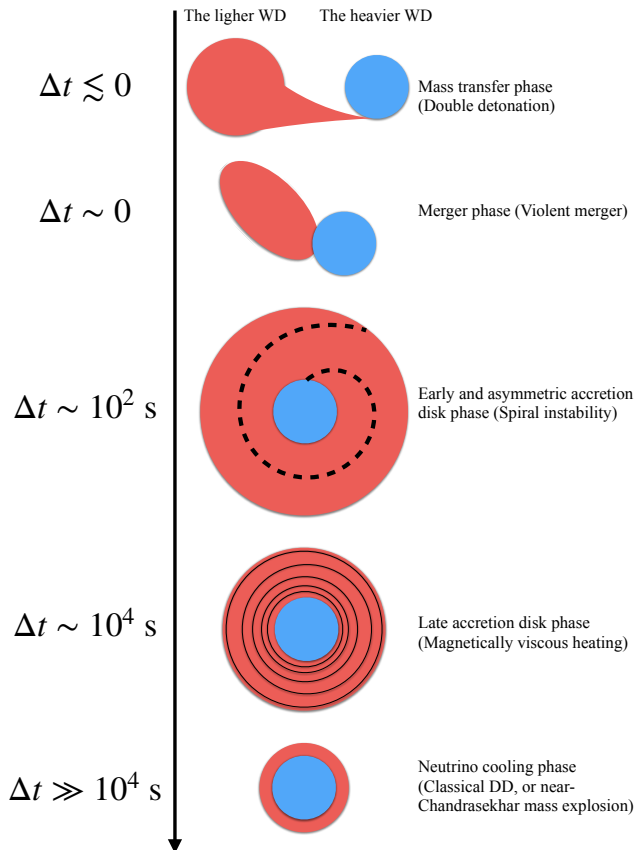 The ligher WD
The heavier WD
Δt ≲ 0
Mass transfer phase
(Double detonation)
Δt ∼ 0
Merger phase (Violent merger)
Δt ∼ 10² s
Early and asymmetric accretion
disk phase (Spiral instability)
Δt ∼ 10⁴ s
Late accretion disk phase
(Magnetically viscous heating)
Δt ≫ 10⁴ s
Neutrino cooling phase
(Classical DD, or near-
Chandrasekhar mass explosion)